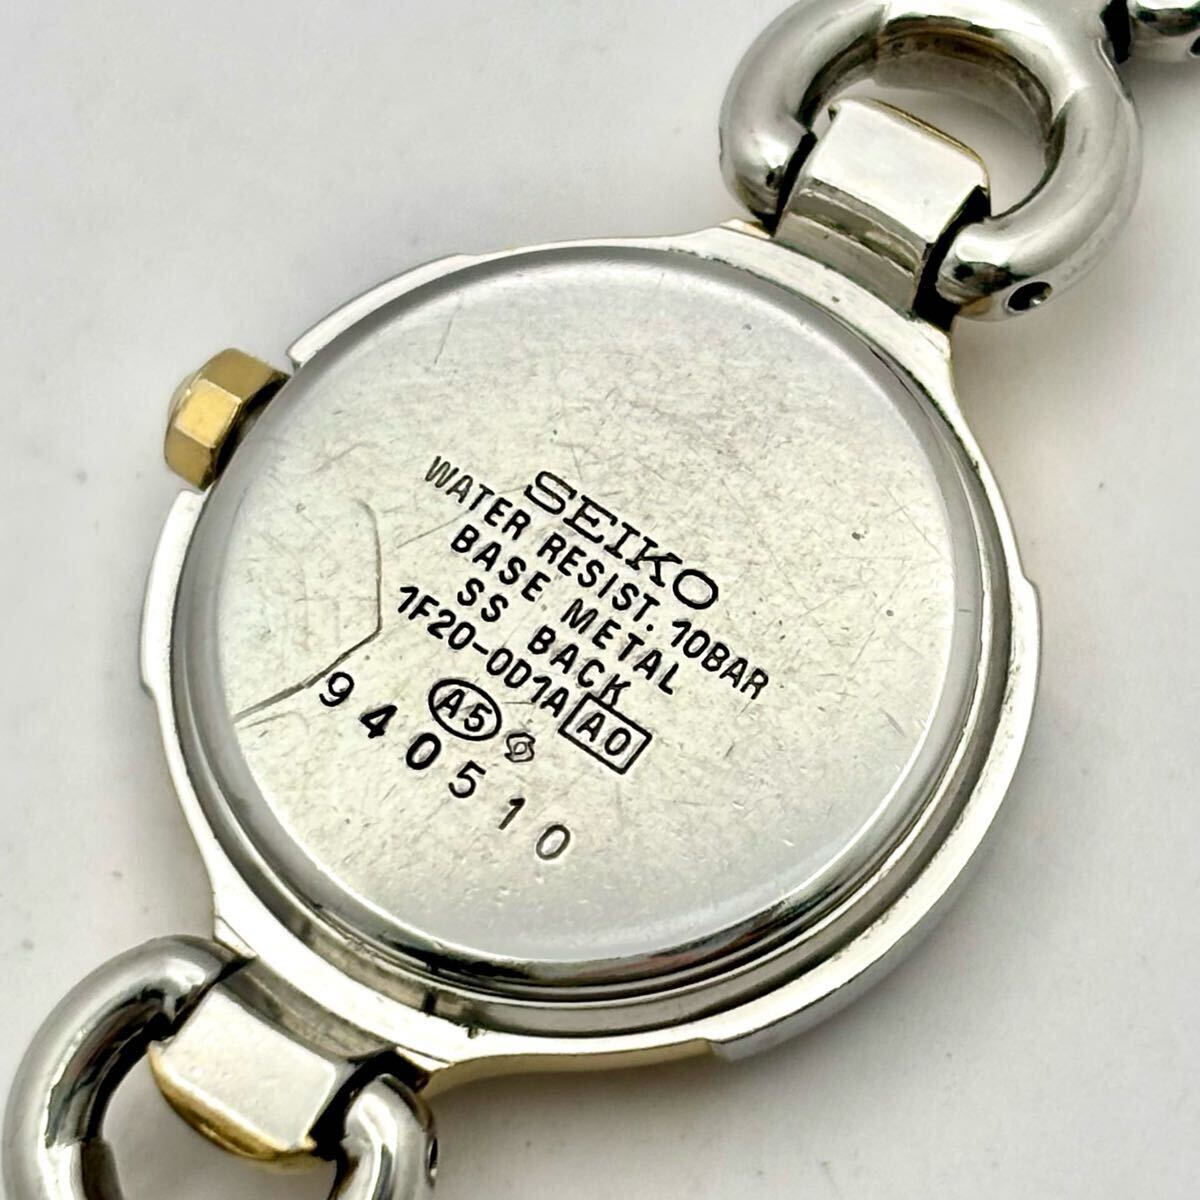 SEIKO
WATER RESIST. 10BAR
BASE METAL
SS BACK
1F20-0D1A A0
A5
940510